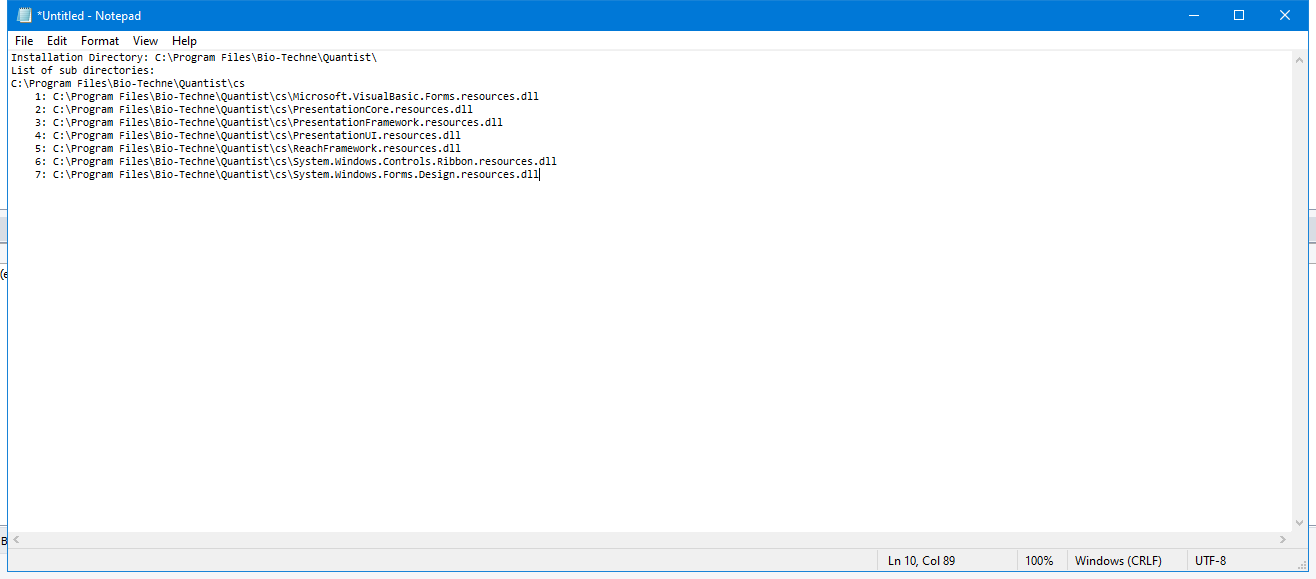 *Untitled - Notepad
File Edit Format View Help
Installation Directory: C:\Program Files\Bio-Techne\Quantist\
List of sub directories:
C:\Program Files\Bio-Techne\Quantist\cs
1: C:\Program Files\Bio-Techne\Quantist\cs\Microsoft.VisualBasic.Forms.resources.dll
2: C:\Program Files\Bio-Techne\Quantist\cs\PresentationCore.resources.dll
3: C:\Program Files\Bio-Techne\Quantist\cs\PresentationFramework.resources.dll
4: C:\Program Files\Bio-Techne\Quantist\cs\PresentationUI.resources.dll
5: C:\Program Files\Bio-Techne\Quantist\cs\ReachFramework.resources.dll
6: C:\Program Files\Bio-Techne\Quantist\cs\System.Windows.Controls.Ribbon.resources.dll
7: C:\Program Files\Bio-Techne\Quantist\cs\System.Windows.Forms.Design.resources.dll
Ln 10, Col 89 100% Windows (CRLF) UTF-8